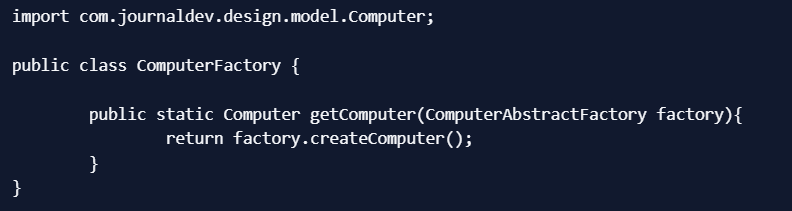 import com.journaldev.design.model.Computer;
public class ComputerFactory {
public static Computer getComputer(ComputerAbstractFactory factory){
return factory.createComputer();
}
}